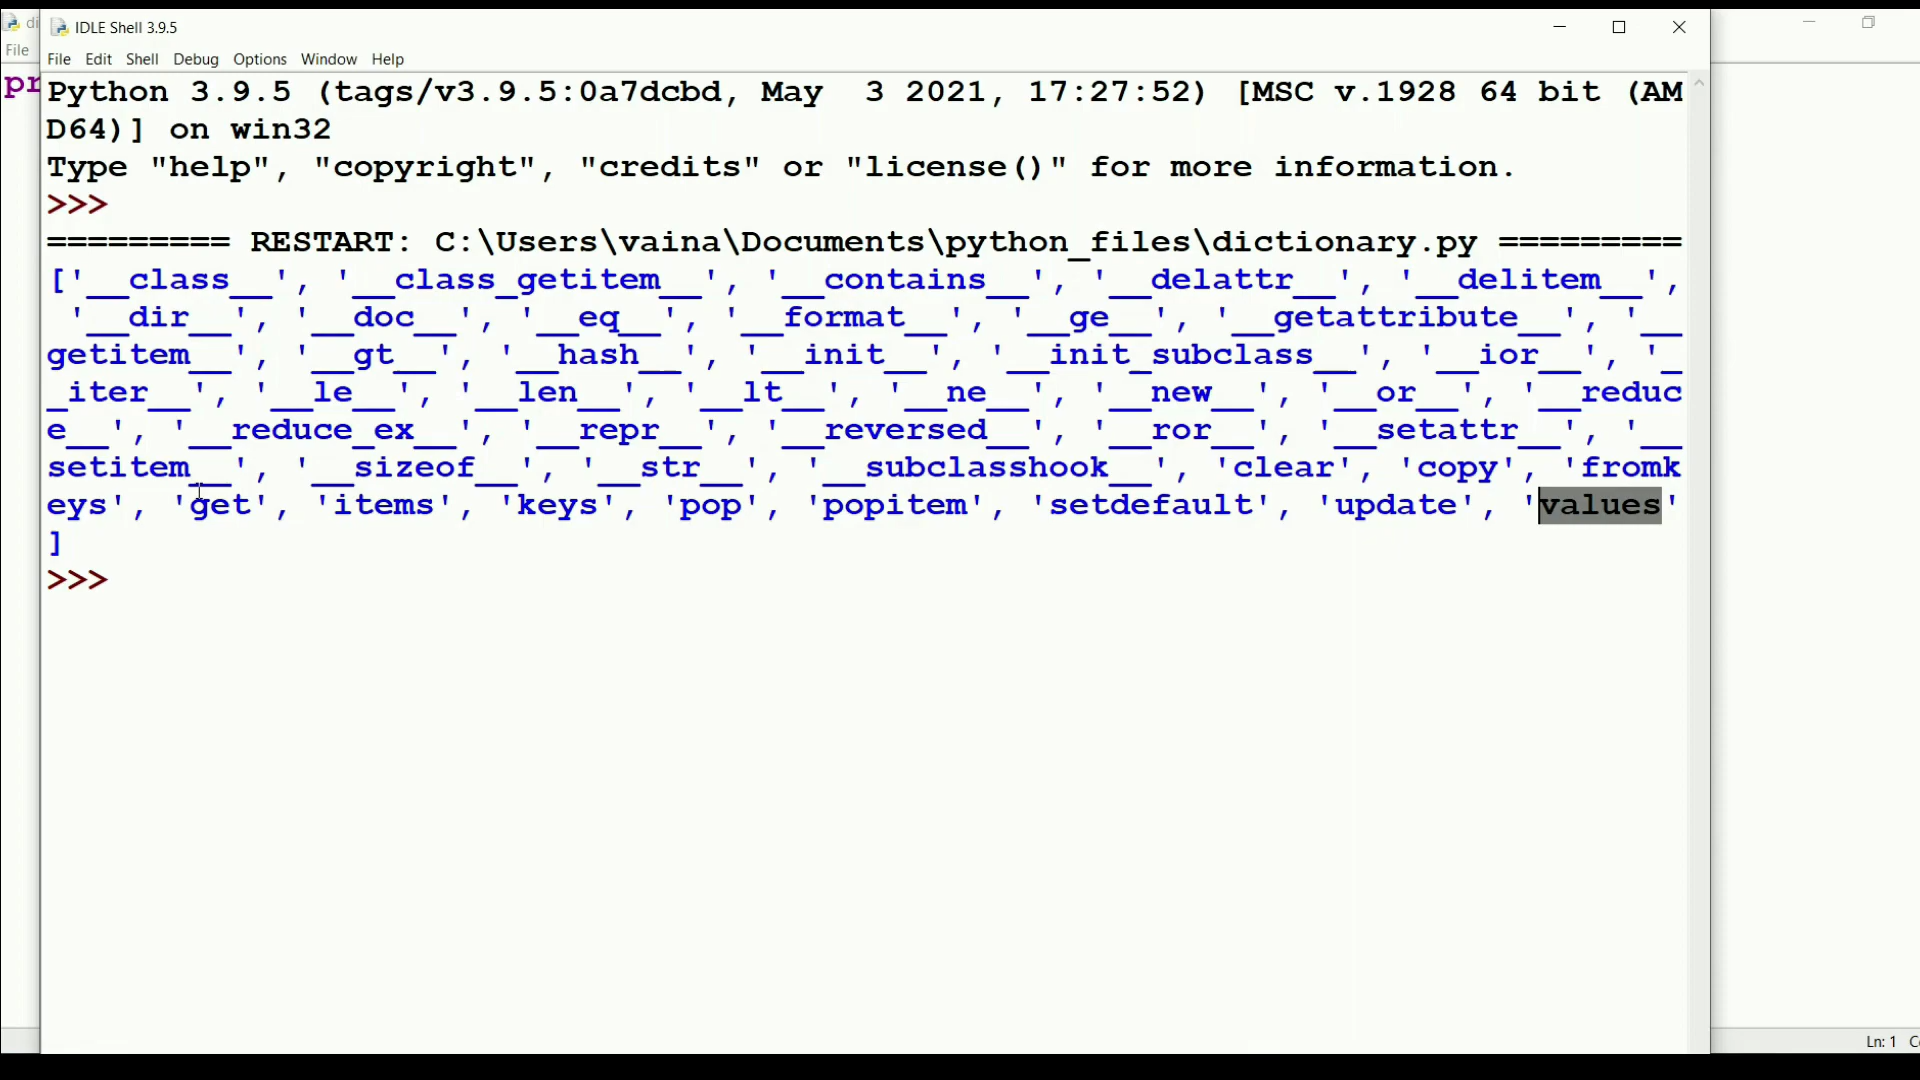 di
IDLE Shell 3.9.5
File
File Edit Shell Debug Options Window Help
pr
Python 3.9.5 (tags/v3.9.5:0a7dcbd, May  3 2021, 17:27:52) [MSC v.1928 64 bit (AM
D64)] on win32
Type "help", "copyright", "credits" or "license()" for more information.
>>>
========= RESTART: C:\Users\vaina\Documents\python_files\dictionary.py =========
['__class__', '__class_getitem__', '__contains__', '__delattr__', '__delitem__',
 '__dir__', '__doc__', '__eq__', '__format__', '__ge__', '__getattribute__', '__
getitem__', '__gt__', '__hash__', '__init__', '__init_subclass__', '__ior__', '_
_iter__', '__le__', '__len__', '__lt__', '__ne__', '__new__', '__or__', '__reduc
e__', '__reduce_ex__', '__repr__', '__reversed__', '__ror__', '__setattr__', '__
setitem__', '__sizeof__', '__str__', '__subclasshook__', 'clear', 'copy', 'fromk
eys', 'get', 'items', 'keys', 'pop', 'popitem', 'setdefault', 'update', 'values'
]
>>>
Ln: 1 C